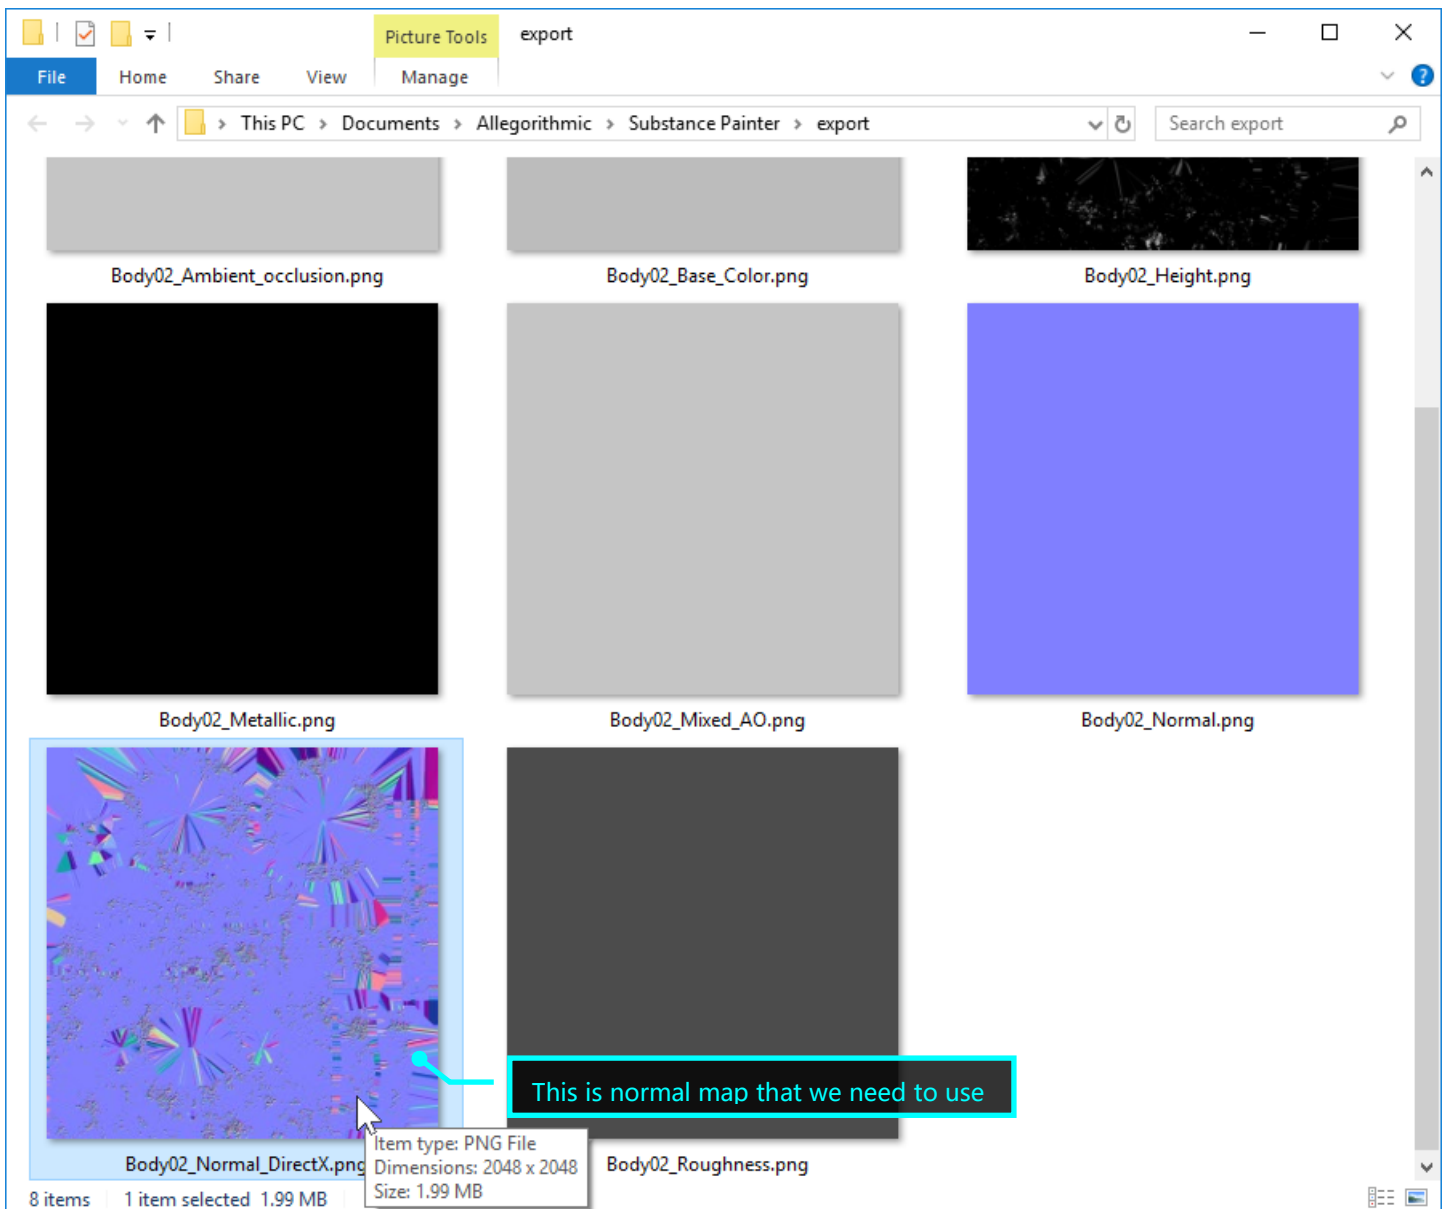 Picture Tools
export
File
Home
Share
View
Manage
?
This PC > Documents > Allegorithmic > Substance Painter > export
Search export
Body02_Ambient_occlusion.png
Body02_Base_Color.png
Body02_Height.png
Body02_Metallic.png
Body02_Mixed_AO.png
Body02_Normal.png
This is normal map that we need to use
Body02_Normal_DirectX.png
Item type: PNG File
Dimensions: 2048 x 2048
Size: 1.99 MB
Body02_Roughness.png
8 items
1 item selected 1.99 MB